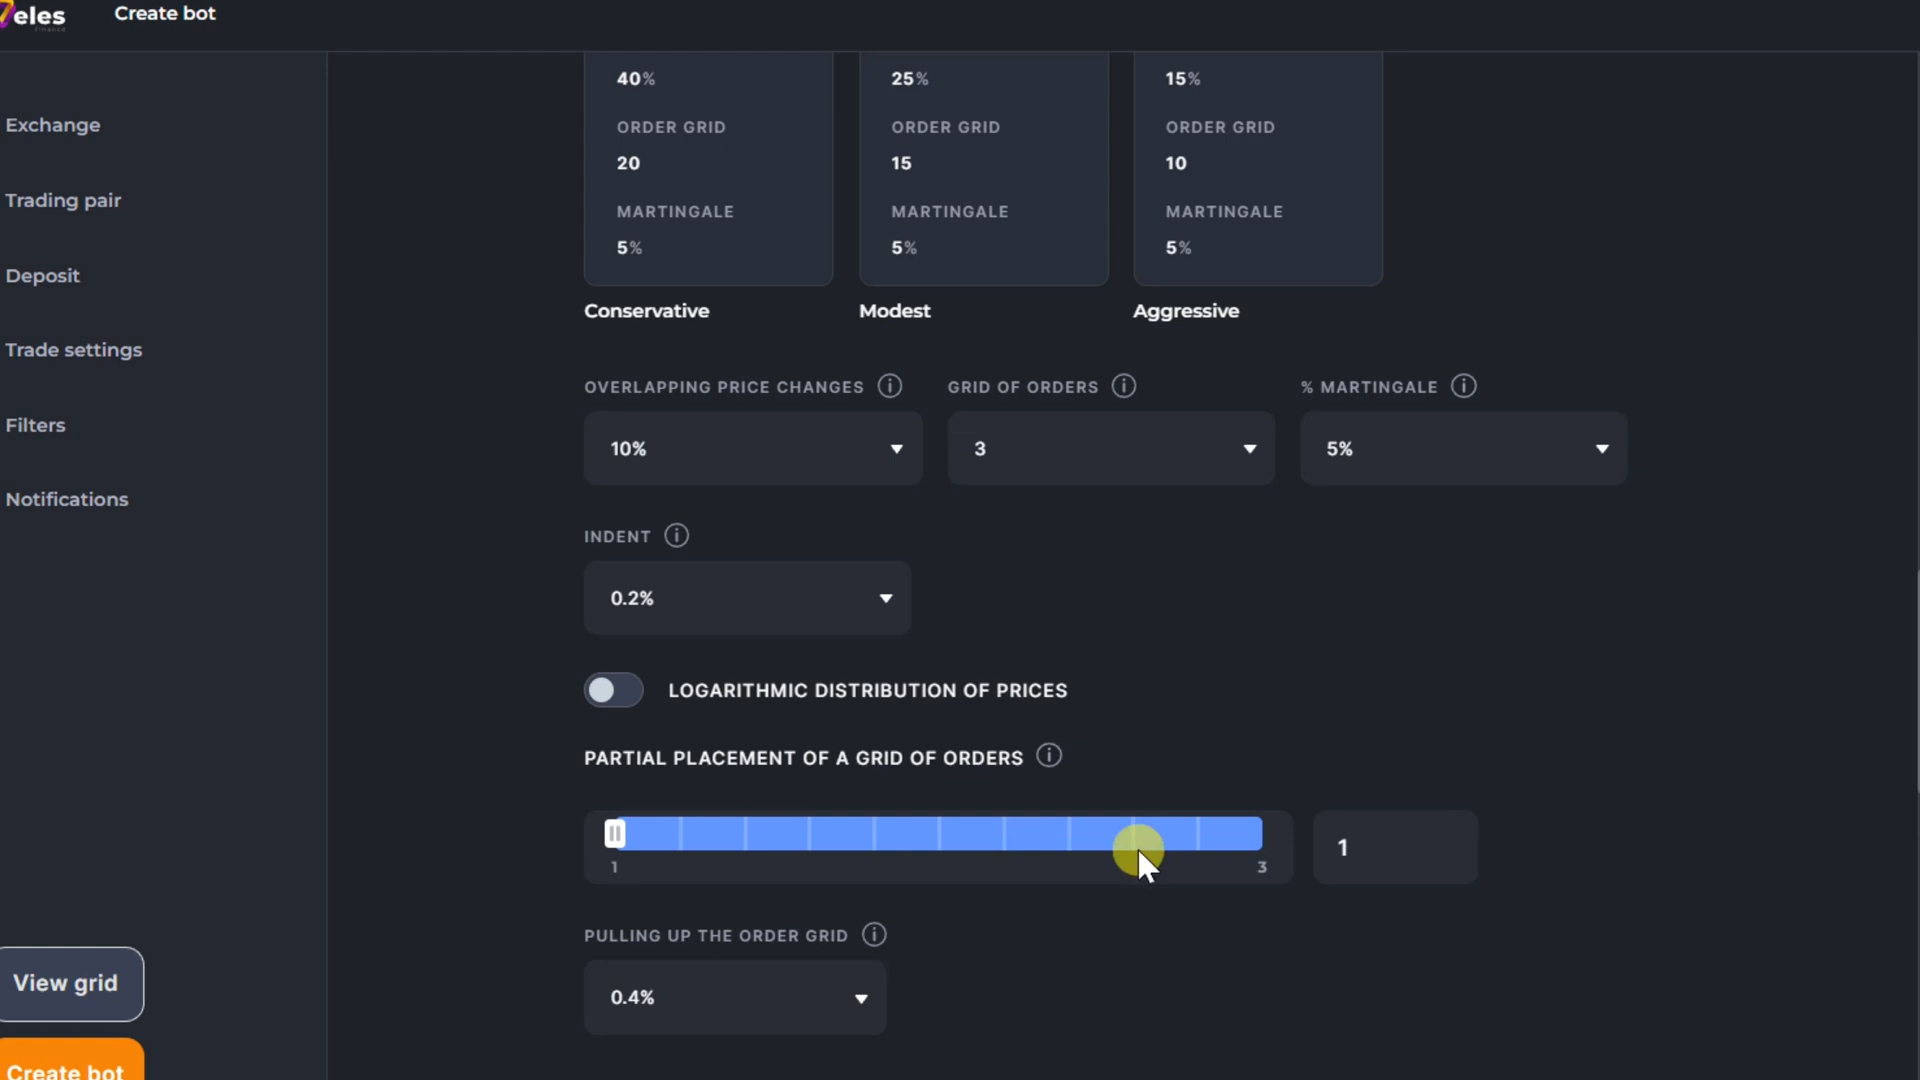 eles
finance
Create bot
Exchange
Trading pair
Deposit
Trade settings
Filters
Notifications
View grid
Create bot
40%
ORDER GRID
20
MARTINGALE
5%
Conservative
25%
ORDER GRID
15
MARTINGALE
5%
Modest
15%
ORDER GRID
10
MARTINGALE
5%
Aggressive
OVERLAPPING PRICE CHANGES
10%
GRID OF ORDERS
3
% MARTINGALE
5%
INDENT
0.2%
LOGARITHMIC DISTRIBUTION OF PRICES
PARTIAL PLACEMENT OF A GRID OF ORDERS
1
3
1
PULLING UP THE ORDER GRID
0.4%